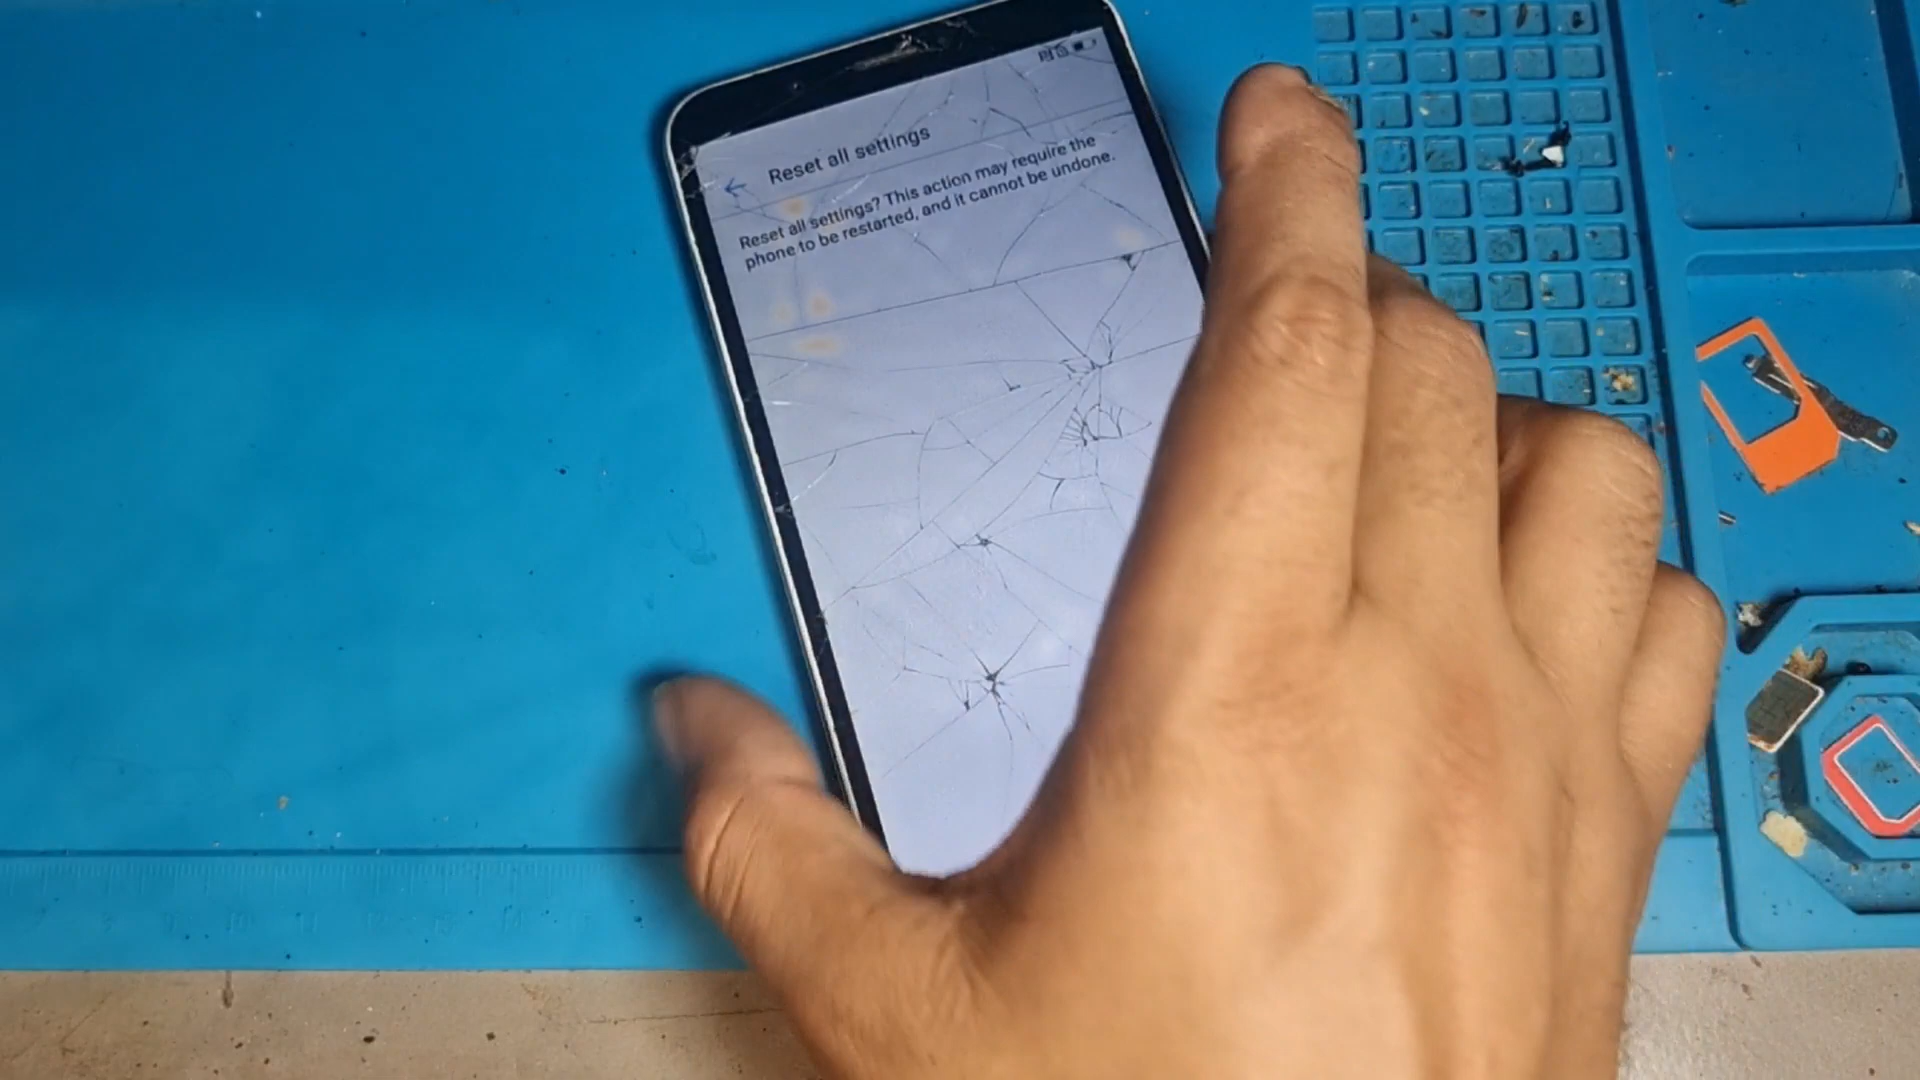 Reset all settings
Reset all settings? This action may require the
phone to be restarted, and it cannot be undone.